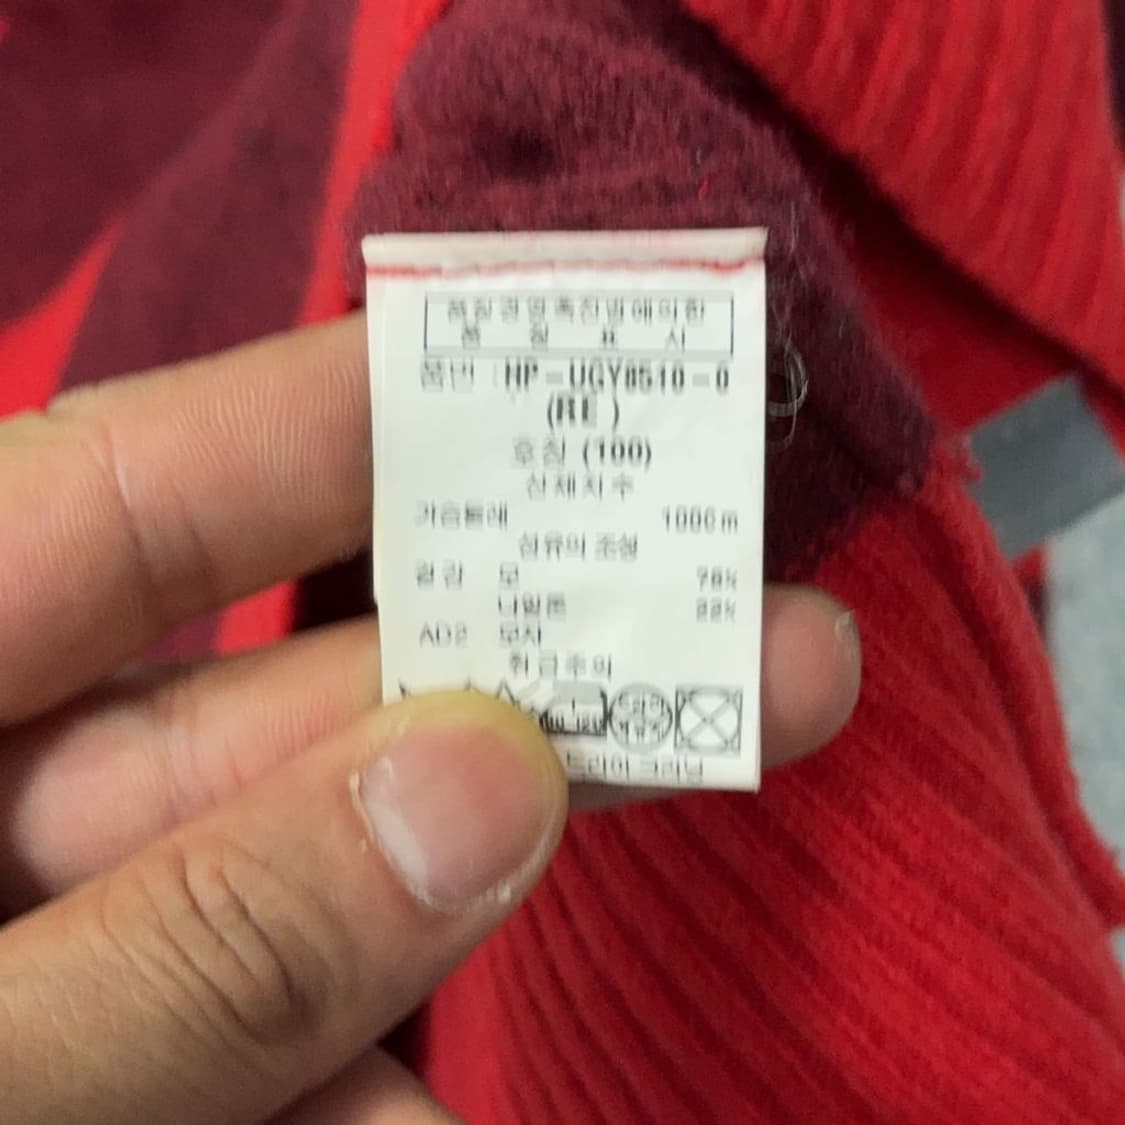 품질경영촉진법에의한
품 질 표 시
품번 : HP-UGY8510-0
(RE )
호칭 (100)
신체치수
가슴둘레 100Cm
섬유의 조성
겉감 모 78%
나일론 22%
AD2 모사
취급주의
드라이 크리닝